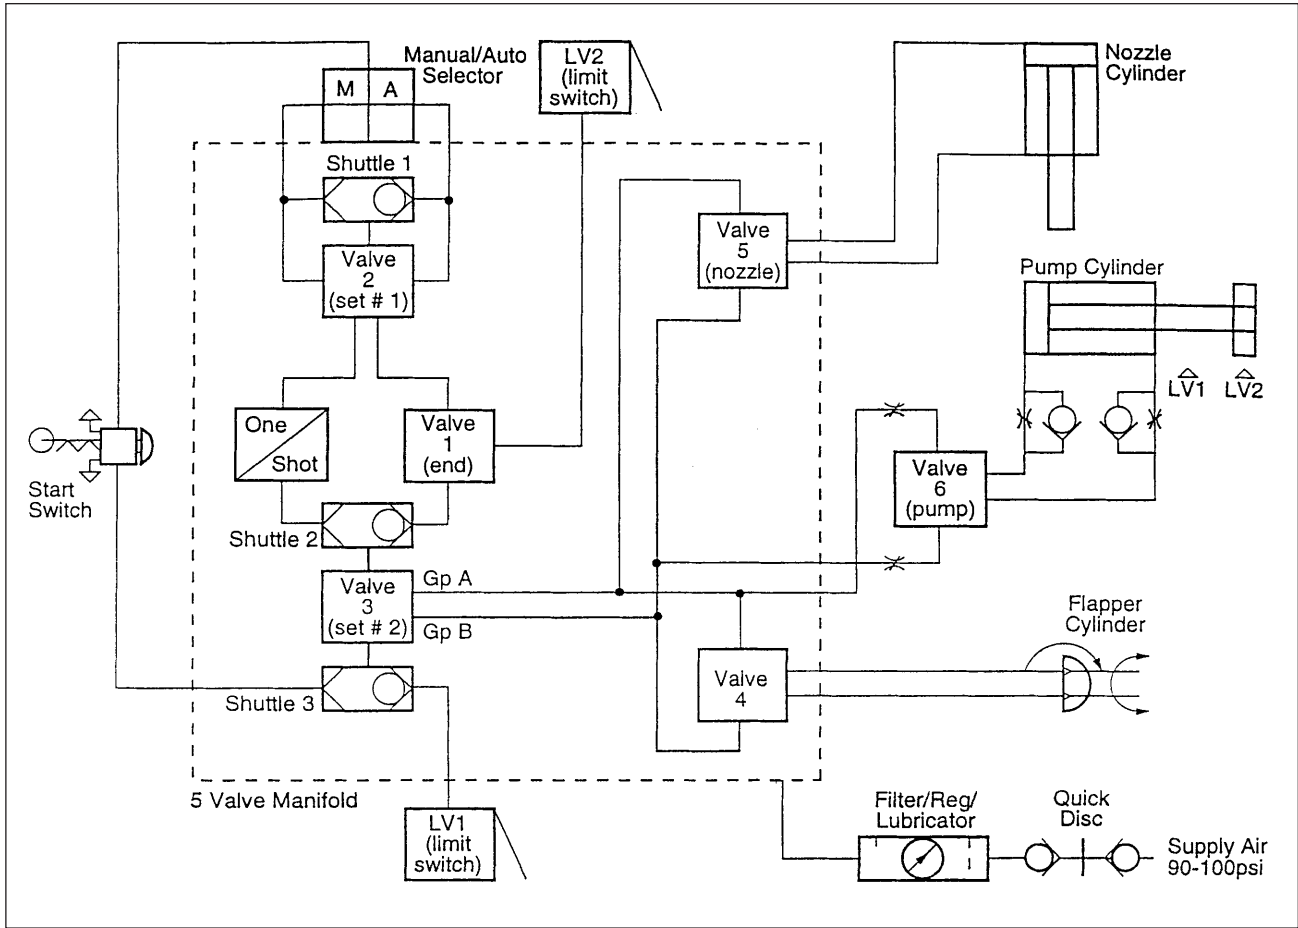 Manual/Auto
Selector
M
A
LV2
(limit
switch)
Nozzle
Cylinder
Shuttle 1
Valve
2
(set # 1)
Valve
5
(nozzle)
Pump Cylinder
LV1
LV2
One
Shot
Valve
1
(end)
Start
Switch
Shuttle 2
Valve
6
(pump)
Valve
3
(set # 2)
Gp A
Gp B
Flapper
Cylinder
Shuttle 3
Valve
4
5 Valve Manifold
LV1
(limit
switch)
Filter/Reg/
Lubricator
Quick
Disc
Supply Air
90-100psi